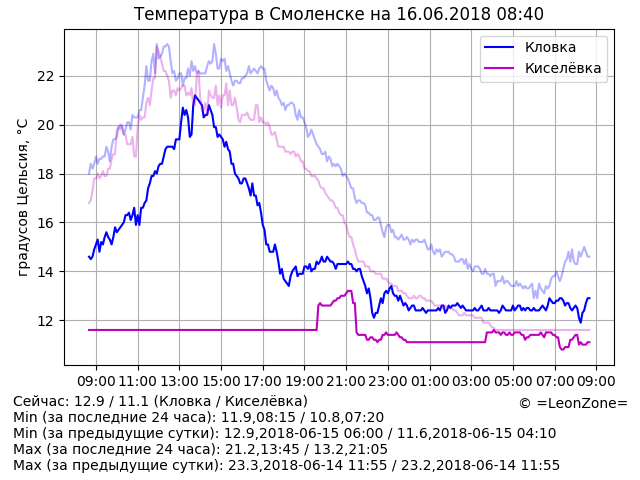 Температура в Смоленске на 16.06.2018 08:40
Кловка
Киселёвка
градусов Цельсия, °C
22
20
18
16
14
12
09:00 11:00 13:00 15:00 17:00 19:00 21:00 23:00 01:00 03:00 05:00 07:00 09:00
Сейчас: 12.9 / 11.1 (Кловка / Киселёвка)
© =LeonZone=
Min (за последние 24 часа): 11.9,08:15 / 10.8,07:20
Min (за предыдущие сутки): 12.9,2018-06-15 06:00 / 11.6,2018-06-15 04:10
Max (за последние 24 часа): 21.2,13:45 / 13.2,21:05
Max (за предыдущие сутки): 23.3,2018-06-14 11:55 / 23.2,2018-06-14 11:55